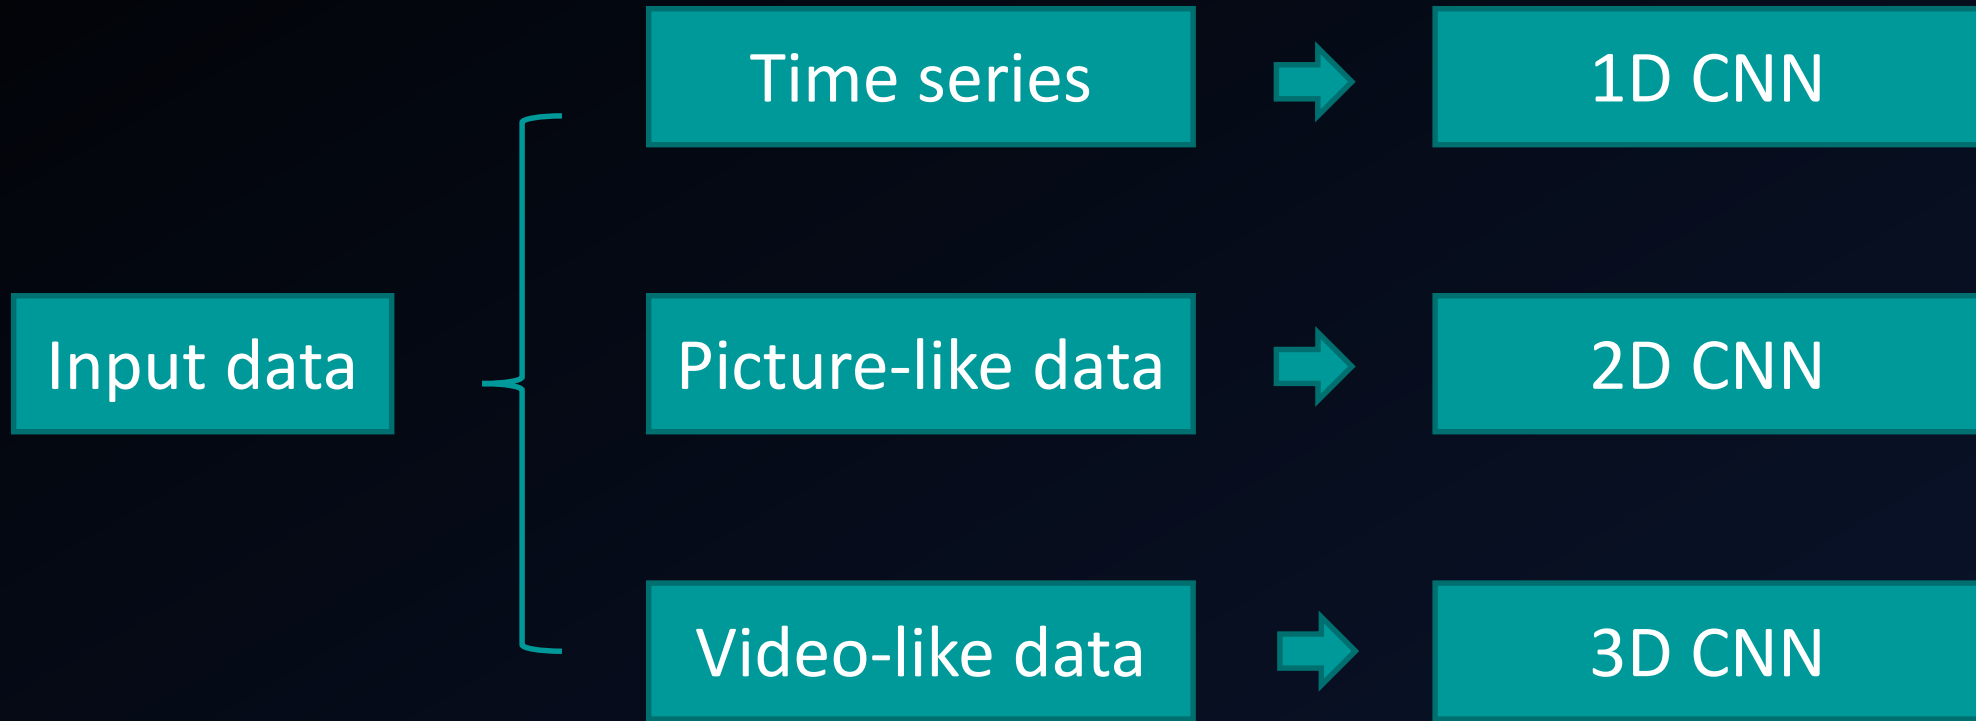 Input data
Time series
1D CNN
Picture-like data
2D CNN
Video-like data
3D CNN